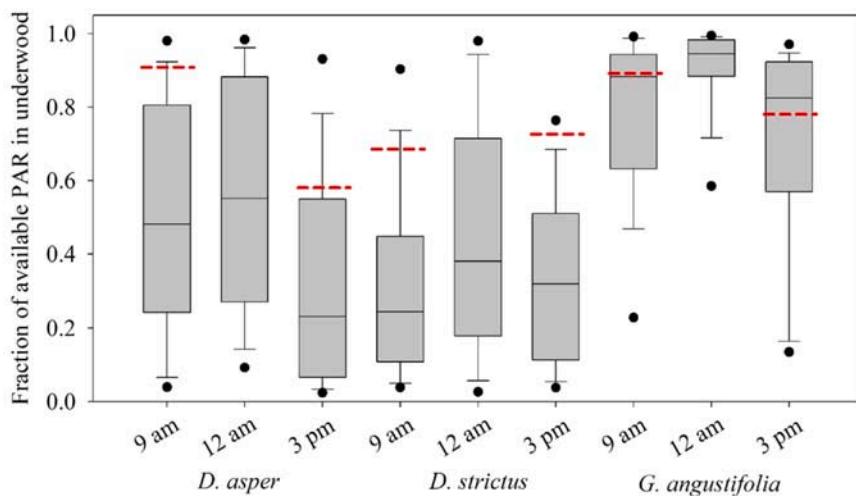 Fraction of available PAR in underwood
1.0
0.8
0.6
0.4
0.2
0.0
9 am 12 am 3 pm 9 am 12 am 3 pm 9 am 12 am 3 pm
D. asper D. strictus G. angustifolia